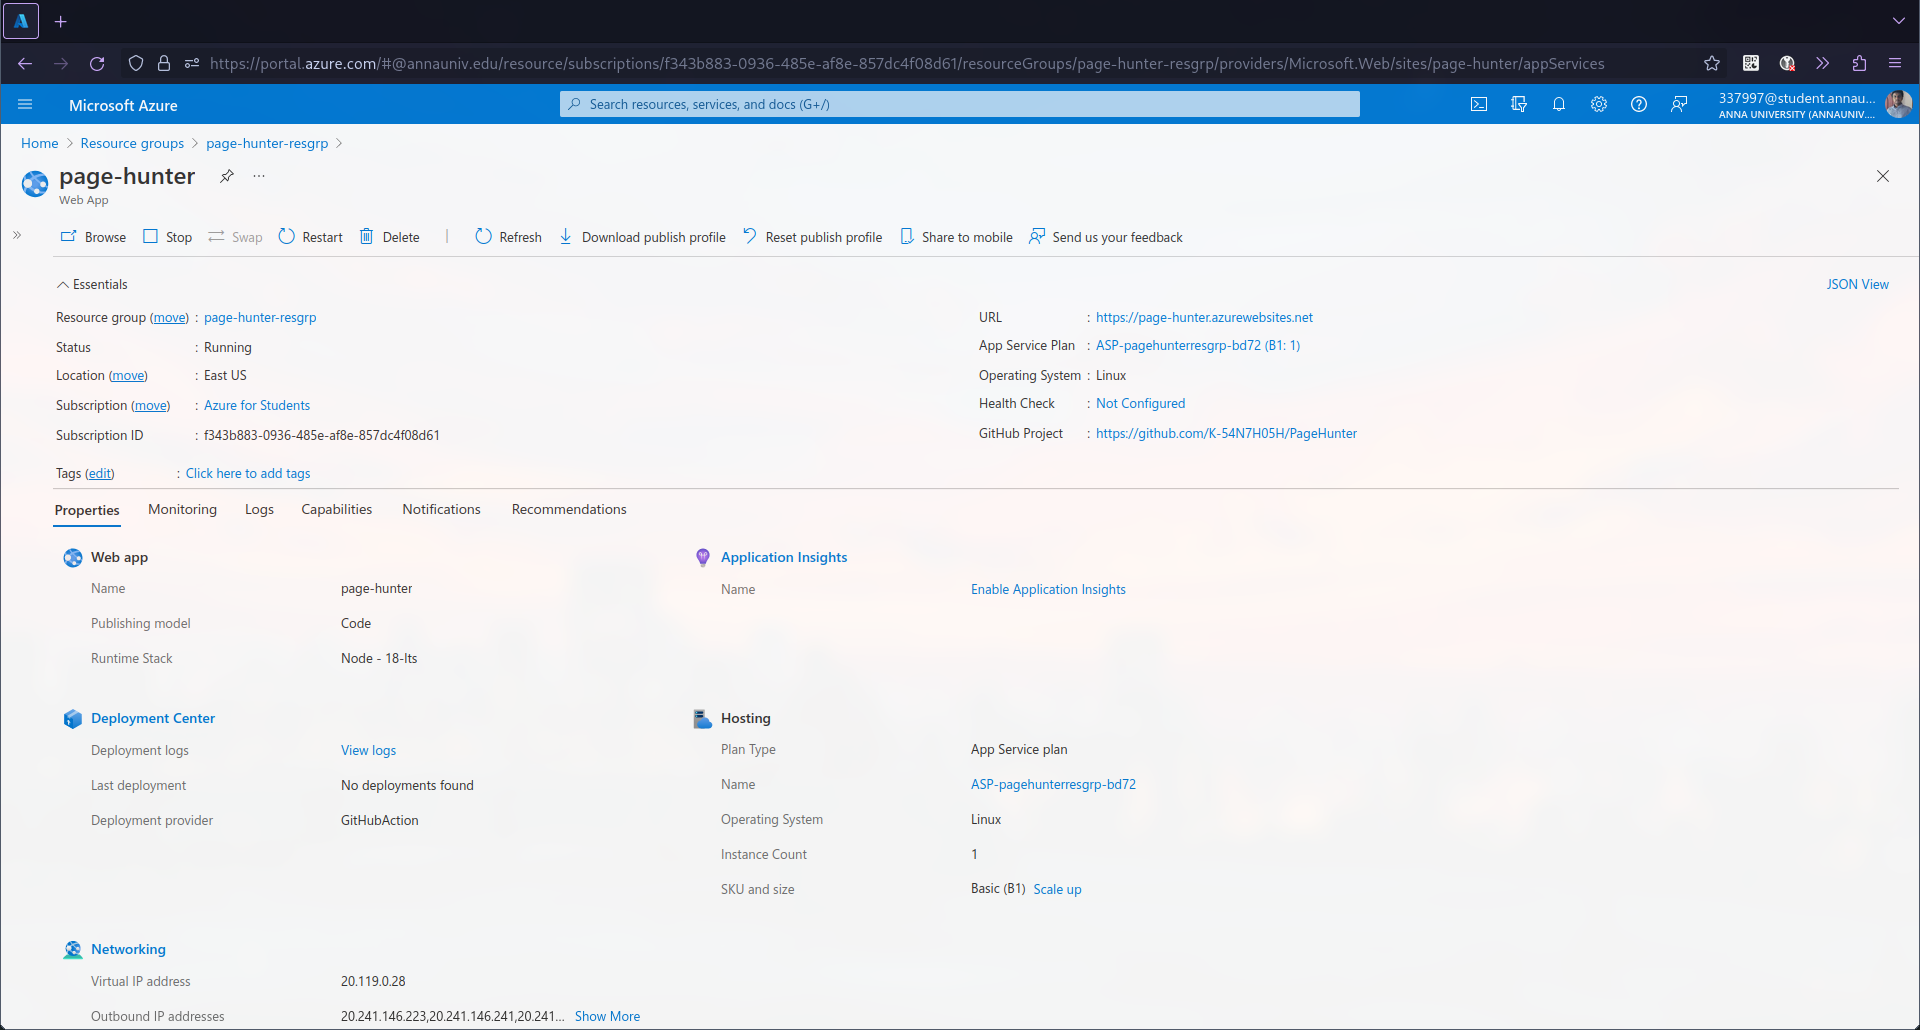 https://portal.azure.com/#@annauniv.edu/resource/subscriptions/f343b883-0936-485e-af8e-857dc4f08d61/resourceGroups/page-hunter-resgrp/providers/Microsoft.Web/sites/page-hunter/appServices
Microsoft Azure
Search resources, services, and docs (G+/)
337997@student.annau...
ANNA UNIVERSITY (ANNAUNIV....
Home > Resource groups > page-hunter-resgrp >
page-hunter ...
Web App
Browse Stop Swap Restart Delete | Refresh Download publish profile Reset publish profile Share to mobile Send us your feedback
Essentials JSON View
Resource group (move) : page-hunter-resgrp
Status : Running
Location (move) : East US
Subscription (move) : Azure for Students
Subscription ID : f343b883-0936-485e-af8e-857dc4f08d61
URL : https://page-hunter.azurewebsites.net
App Service Plan : ASP-pagehunterresgrp-bd72 (B1: 1)
Operating System : Linux
Health Check : Not Configured
GitHub Project : https://github.com/K-54N7H05H/PageHunter
Tags (edit) : Click here to add tags
Properties Monitoring Logs Capabilities Notifications Recommendations
Web app
Name page-hunter
Publishing model Code
Runtime Stack Node - 18-lts
Application Insights
Name Enable Application Insights
Deployment Center
Deployment logs View logs
Last deployment No deployments found
Deployment provider GitHubAction
Hosting
Plan Type App Service plan
Name ASP-pagehunterresgrp-bd72
Operating System Linux
Instance Count 1
SKU and size Basic (B1) Scale up
Networking
Virtual IP address 20.119.0.28
Outbound IP addresses 20.241.146.223,20.241.146.241,20.241... Show More